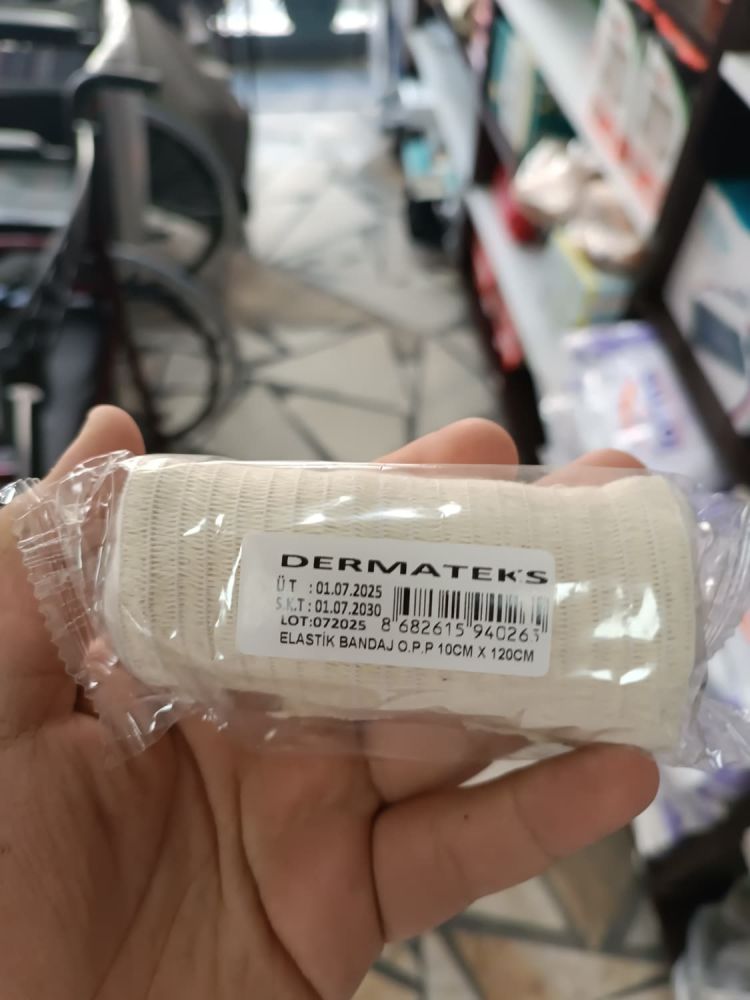 DERMATEKS
ÜT : 01.07.2025
S.K.T : 01.07.2030
LOT:072025
8 682615 940263
ELASTİK BANDAJ O.P.P 10CM X 120CM